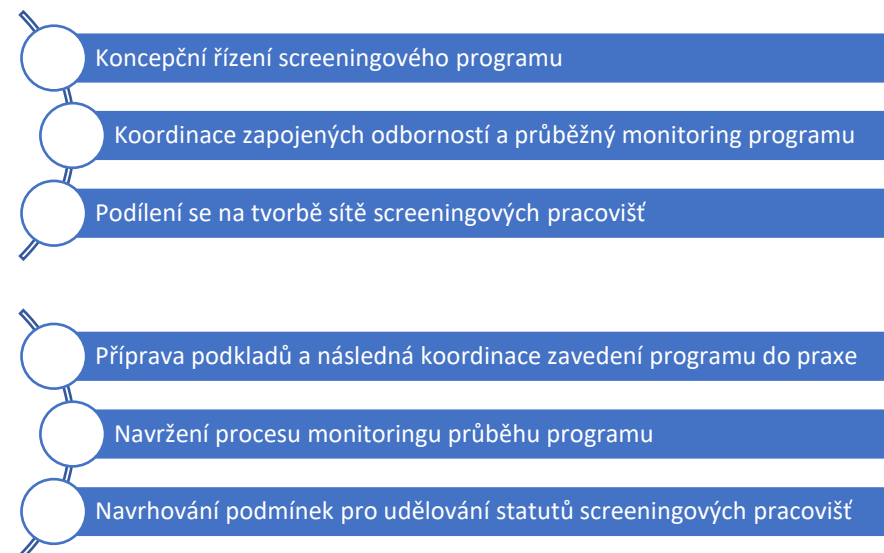 Koncepční řízení screeningového programu
Koordinace zapojených odborností a průběžný monitoring programu
Podílení se na tvorbě sítě screeningových pracovišť
Příprava podkladů a následná koordinace zavedení programu do praxe
Navržení procesu monitoringu průběhu programu
Navrhování podmínek pro udělování statutů screeningových pracovišť